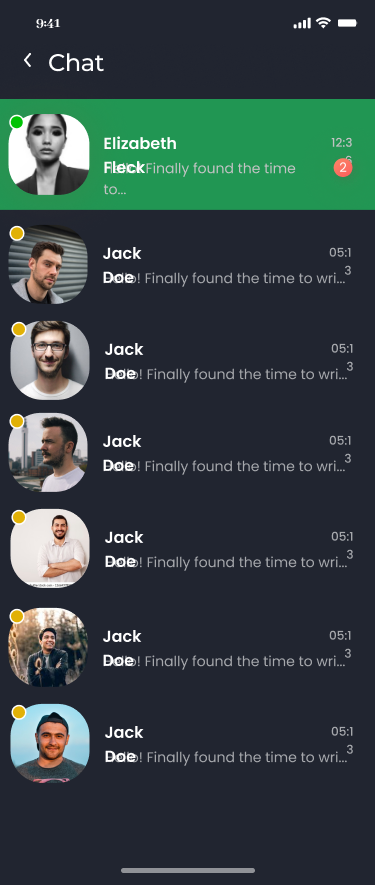 9:41
Chat
Elizabeth
12:3
6
Fleck
Hello! Finally found the time
2
to...
Jack
05:1
Doe
3
Hello! Finally found the time to wri...
Jack
05:1
Doe
3
Hello! Finally found the time to wri...
Jack
05:1
Doe
3
Hello! Finally found the time to wri...
Jack
05:1
Doe
3
Hello! Finally found the time to wri...
Jack
05:1
Doe
3
Hello! Finally found the time to wri...
Jack
05:1
Doe
3
Hello! Finally found the time to wri...